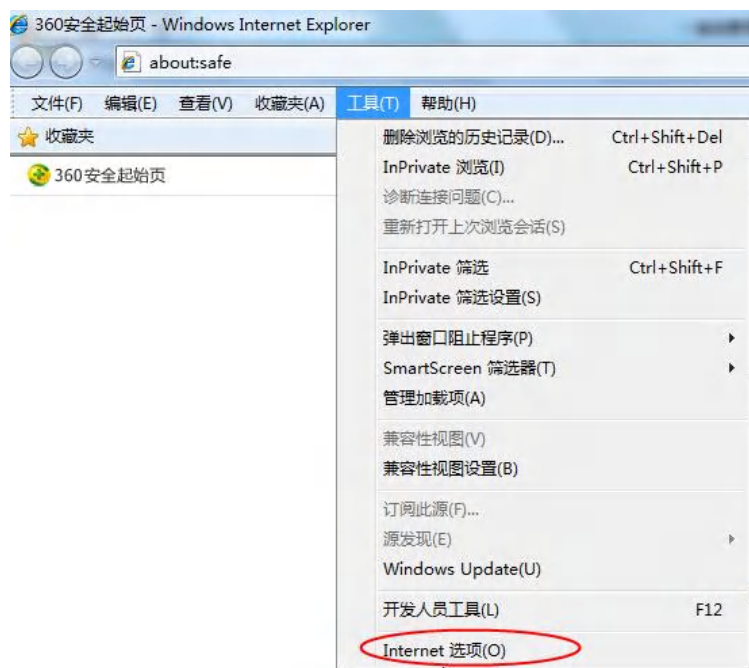 360安全起始页 - Windows Internet Explorer
about:safe
文件(F) 编辑(E) 查看(V) 收藏夹(A) 工具(T) 帮助(H)
收藏夹
360安全起始页
删除浏览的历史记录(D)... Ctrl+Shift+Del
InPrivate 浏览(I) Ctrl+Shift+P
诊断连接问题(C)...
重新打开上次浏览会话(S)
InPrivate 筛选 Ctrl+Shift+F
InPrivate 筛选设置(S)
弹出窗口阻止程序(P)
SmartScreen 筛选器(T)
管理加载项(A)
兼容性视图(V)
兼容性视图设置(B)
订阅此源(F)...
源发现(E)
Windows Update(U)
开发人员工具(L) F12
Internet 选项(O)